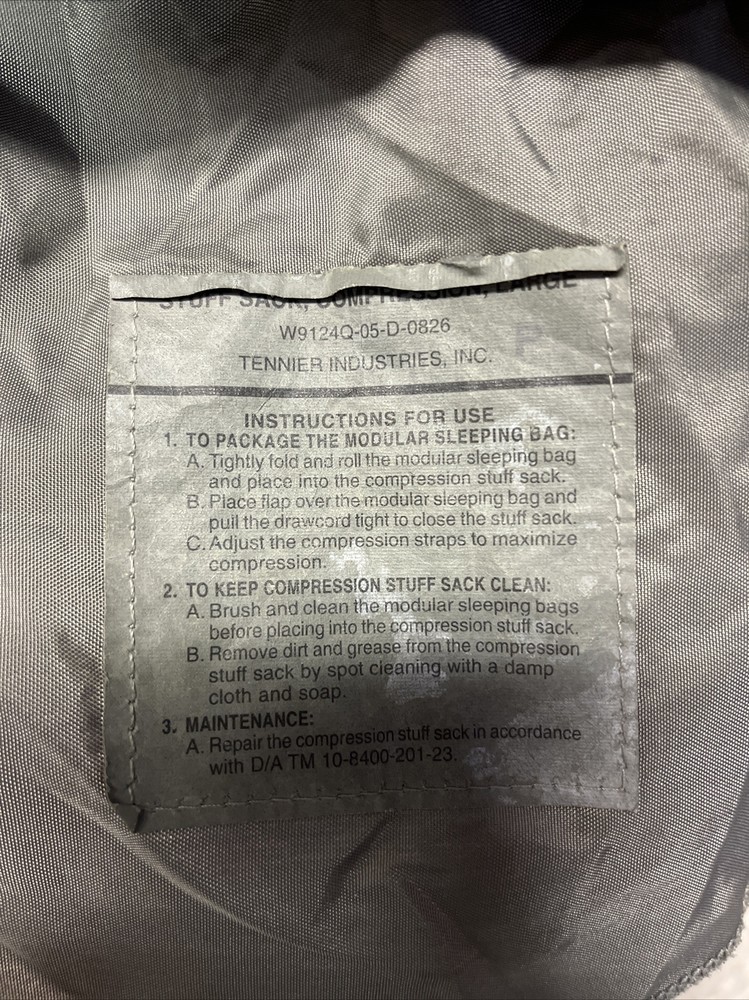 STUFF SACK, COMPRESSION, LARGE
W9124Q-05-D-0826
TENNIER INDUSTRIES, INC.
INSTRUCTIONS FOR USE
1. TO PACKAGE THE MODULAR SLEEPING BAG:
A. Tightly fold and roll the modular sleeping bag
and place into the compression stuff sack.
B. Place flap over the modular sleeping bag and
pull the drawcord tight to close the stuff sack.
C. Adjust the compression straps to maximize
compression.
2. TO KEEP COMPRESSION STUFF SACK CLEAN:
A. Brush and clean the modular sleeping bags
before placing into the compression stuff sack.
B. Remove dirt and grease from the compression
stuff sack by spot cleaning with a damp
cloth and soap.
3. MAINTENANCE:
A. Repair the compression stuff sack in accordance
with D/A TM 10-8400-201-23.